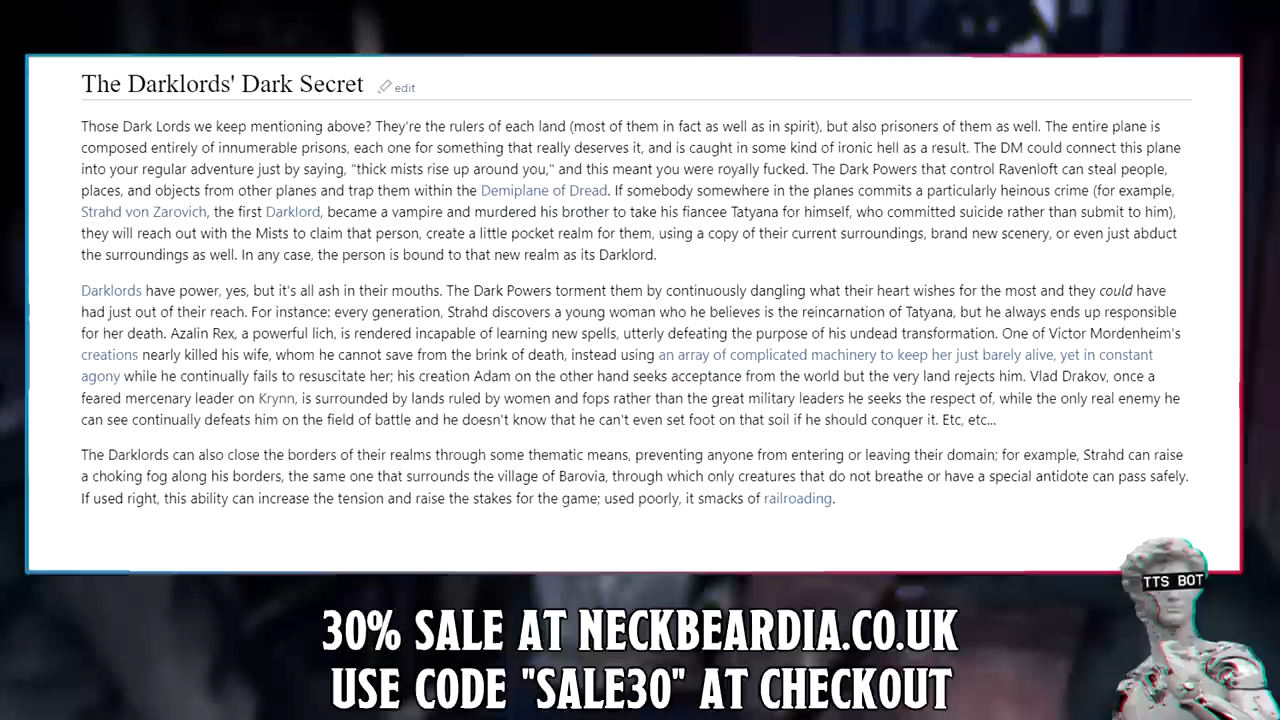 The Darklords' Dark Secret edit
Those Dark Lords we keep mentioning above? They're the rulers of each land (most of them in fact as well as in spirit), but also prisoners of them as well. The entire plane is
composed entirely of innumerable prisons, each one for something that really deserves it, and is caught in some kind of ironic hell as a result. The DM could connect this plane
into your regular adventure just by saying, "thick mists rise up around you," and this meant you were royally fucked. The Dark Powers that control Ravenloft can steal people,
places, and objects from other planes and trap them within the Demiplane of Dread. If somebody somewhere in the planes commits a particularly heinous crime (for example,
Strahd von Zarovich, the first Darklord, became a vampire and murdered his brother to take his fiancee Tatyana for himself, who committed suicide rather than submit to him),
they will reach out with the Mists to claim that person, create a little pocket realm for them, using a copy of their current surroundings, brand new scenery, or even just abduct
the surroundings as well. In any case, the person is bound to that new realm as its Darklord.
Darklords have power, yes, but it's all ash in their mouths. The Dark Powers torment them by continuously dangling what their heart wishes for the most and they could have
had just out of their reach. For instance: every generation, Strahd discovers a young woman who he believes is the reincarnation of Tatyana, but he always ends up responsible
for her death. Azalin Rex, a powerful lich, is rendered incapable of learning new spells, utterly defeating the purpose of his undead transformation. One of Victor Mordenheim's
creations nearly killed his wife, whom he cannot save from the brink of death, instead using an array of complicated machinery to keep her just barely alive, yet in constant
agony while he continually fails to resuscitate her; his creation Adam on the other hand seeks acceptance from the world but the very land rejects him. Vlad Drakov, once a
feared mercenary leader on Krynn, is surrounded by lands ruled by women and fops rather than the great military leaders he seeks the respect of, while the only real enemy he
can see continually defeats him on the field of battle and he doesn't know that he can't even set foot on that soil if he should conquer it. Etc, etc...
The Darklords can also close the borders of their realms through some thematic means, preventing anyone from entering or leaving their domain; for example, Strahd can raise
a choking fog along his borders, the same one that surrounds the village of Barovia, through which only creatures that do not breathe or have a special antidote can pass safely.
If used right, this ability can increase the tension and raise the stakes for the game; used poorly, it smacks of railroading.
TTS BOT
30% SALE AT NECKBEARDIA.CO.UK
USE CODE "SALE30" AT CHECKOUT